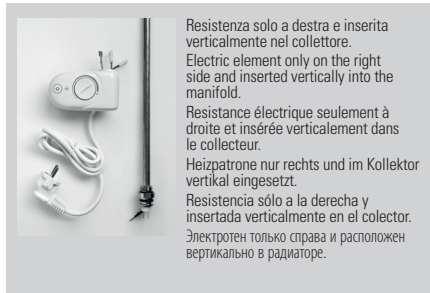 Resistenza solo a destra e inserita
verticalmente nel collettore.
Electric element only on the right
side and inserted vertically into the
manifold.
Resistance électrique seulement à
droite et insérée verticalement dans
le collecteur.
Heizpatrone nur rechts und im Kollektor
vertikal eingesetzt.
Resistencia sólo a la derecha y
insertada verticalmente en el colector.
Электротен только справа и расположен
вертикально в радиаторе.